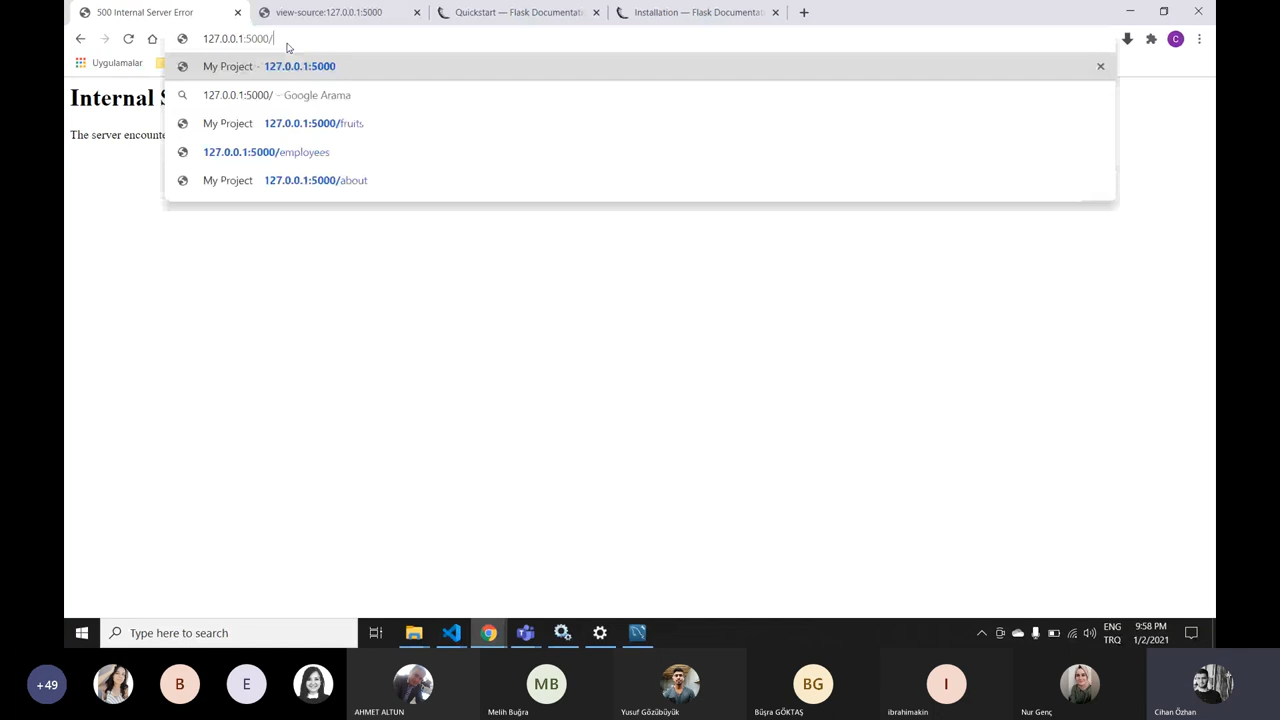 500 Internal Server Error
view-source:127.0.0.1:5000
Quickstart — Flask Documentati
Installation — Flask Documentat
127.0.0.1:5000/
C
Uygulamalar
My Project - 127.0.0.1:5000
127.0.0.1:5000/ - Google Arama
My Project 127.0.0.1:5000/fruits
127.0.0.1:5000/employees
My Project 127.0.0.1:5000/about
Internal S
The server encounte
Type here to search
ENG
TRQ
9:58 PM
1/2/2021
+49
B
E
MB
BG
I
AHMET ALTUN
Melih Buğra
Yusuf Gözübüyük
Büşra GÖKTAŞ
ibrahimakin
Nur Genç
Cihan Özhan